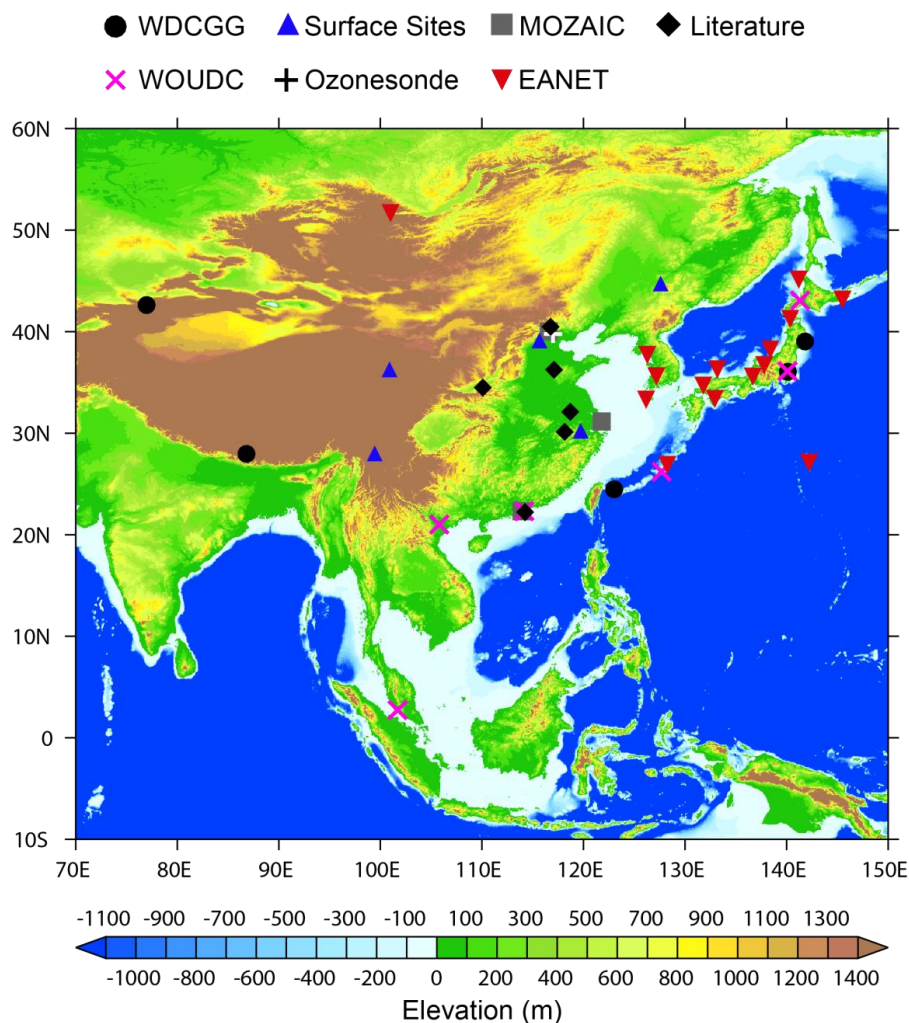 WDCGG Surface Sites MOZAIC Literature
WOUDC Ozonesonde EANET
60N
50N
40N
30N
20N
10N
0
10S
70E 80E 90E 100E 110E 120E 130E 140E 150E
-1100 -900 -700 -500 -300 -100 100 300 500 700 900 1100 1300
-1000 -800 -600 -400 -200 0 200 400 600 800 1000 1200 1400
Elevation (m)